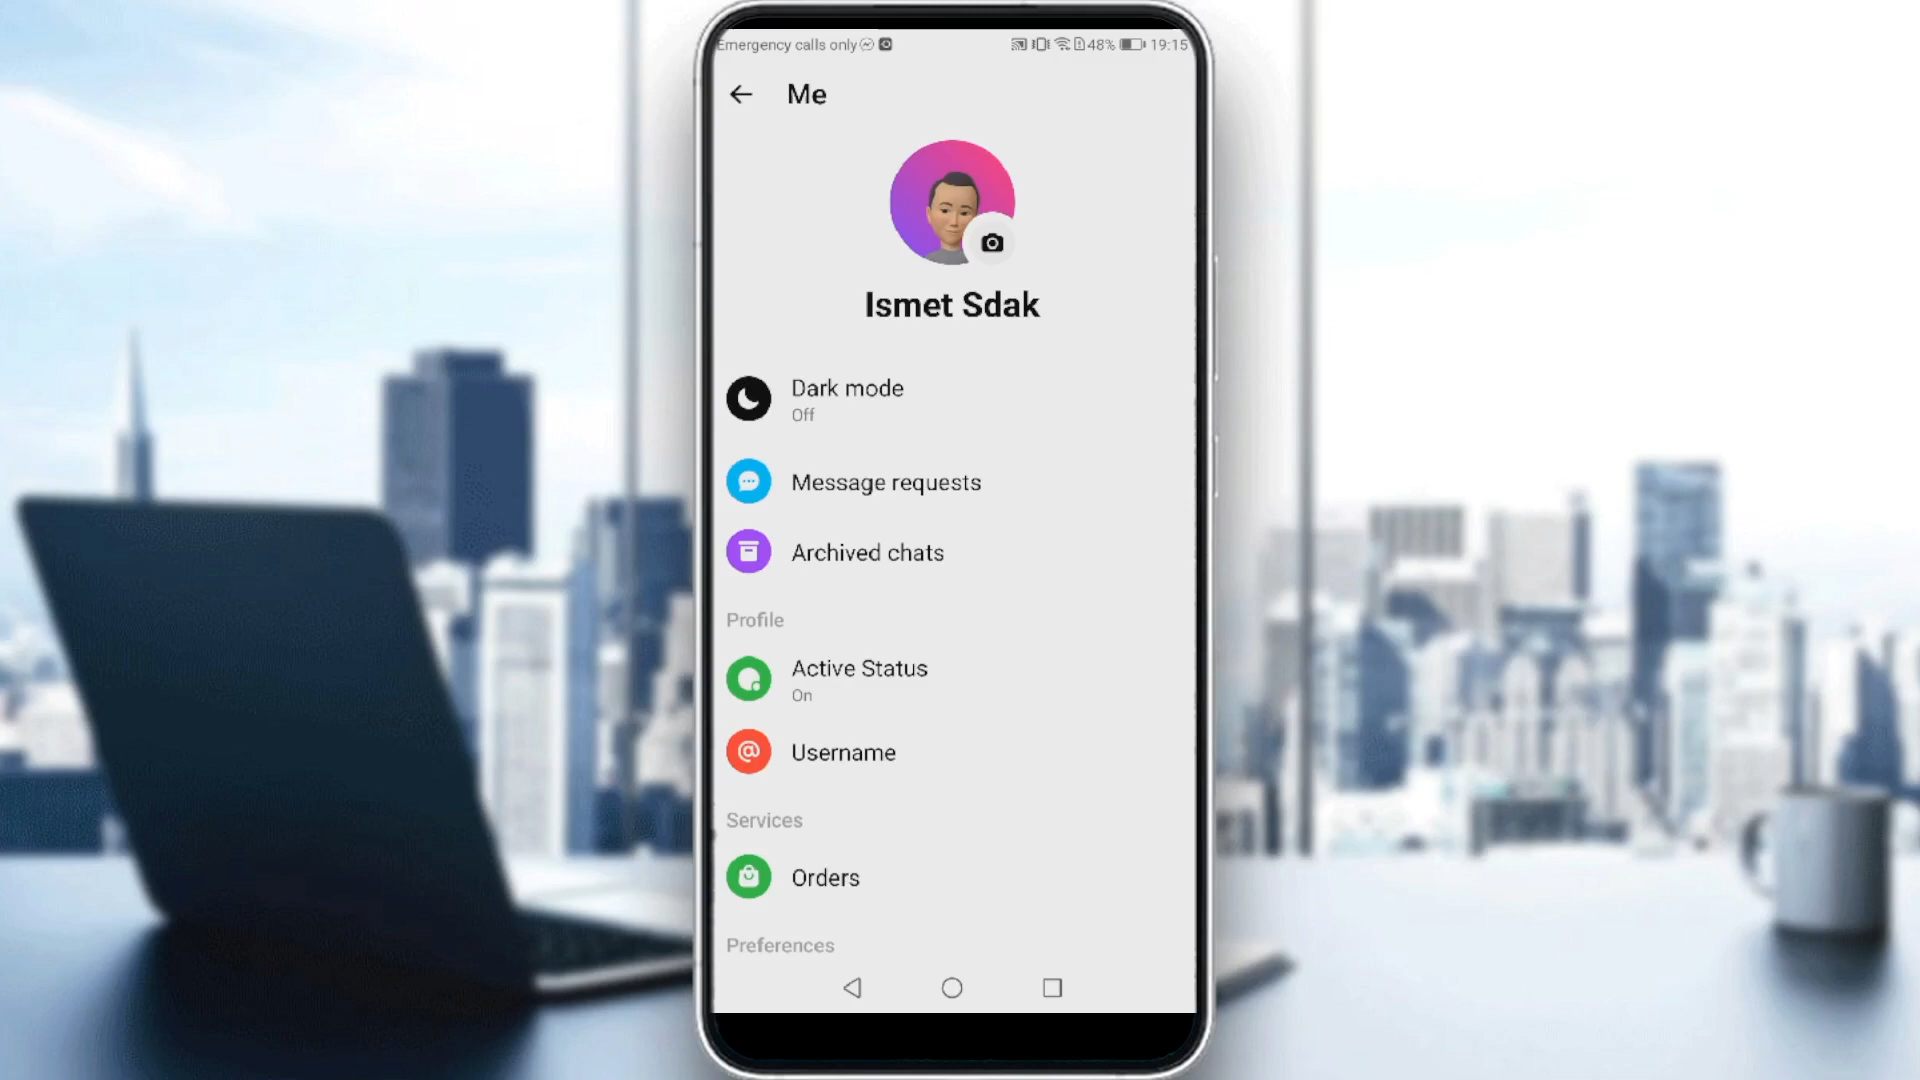 Emergency calls only 48% 19:15
Me
Ismet Sdak
Dark mode
Off
Message requests
Archived chats
Profile
Active Status
On
Username
Services
Orders
Preferences